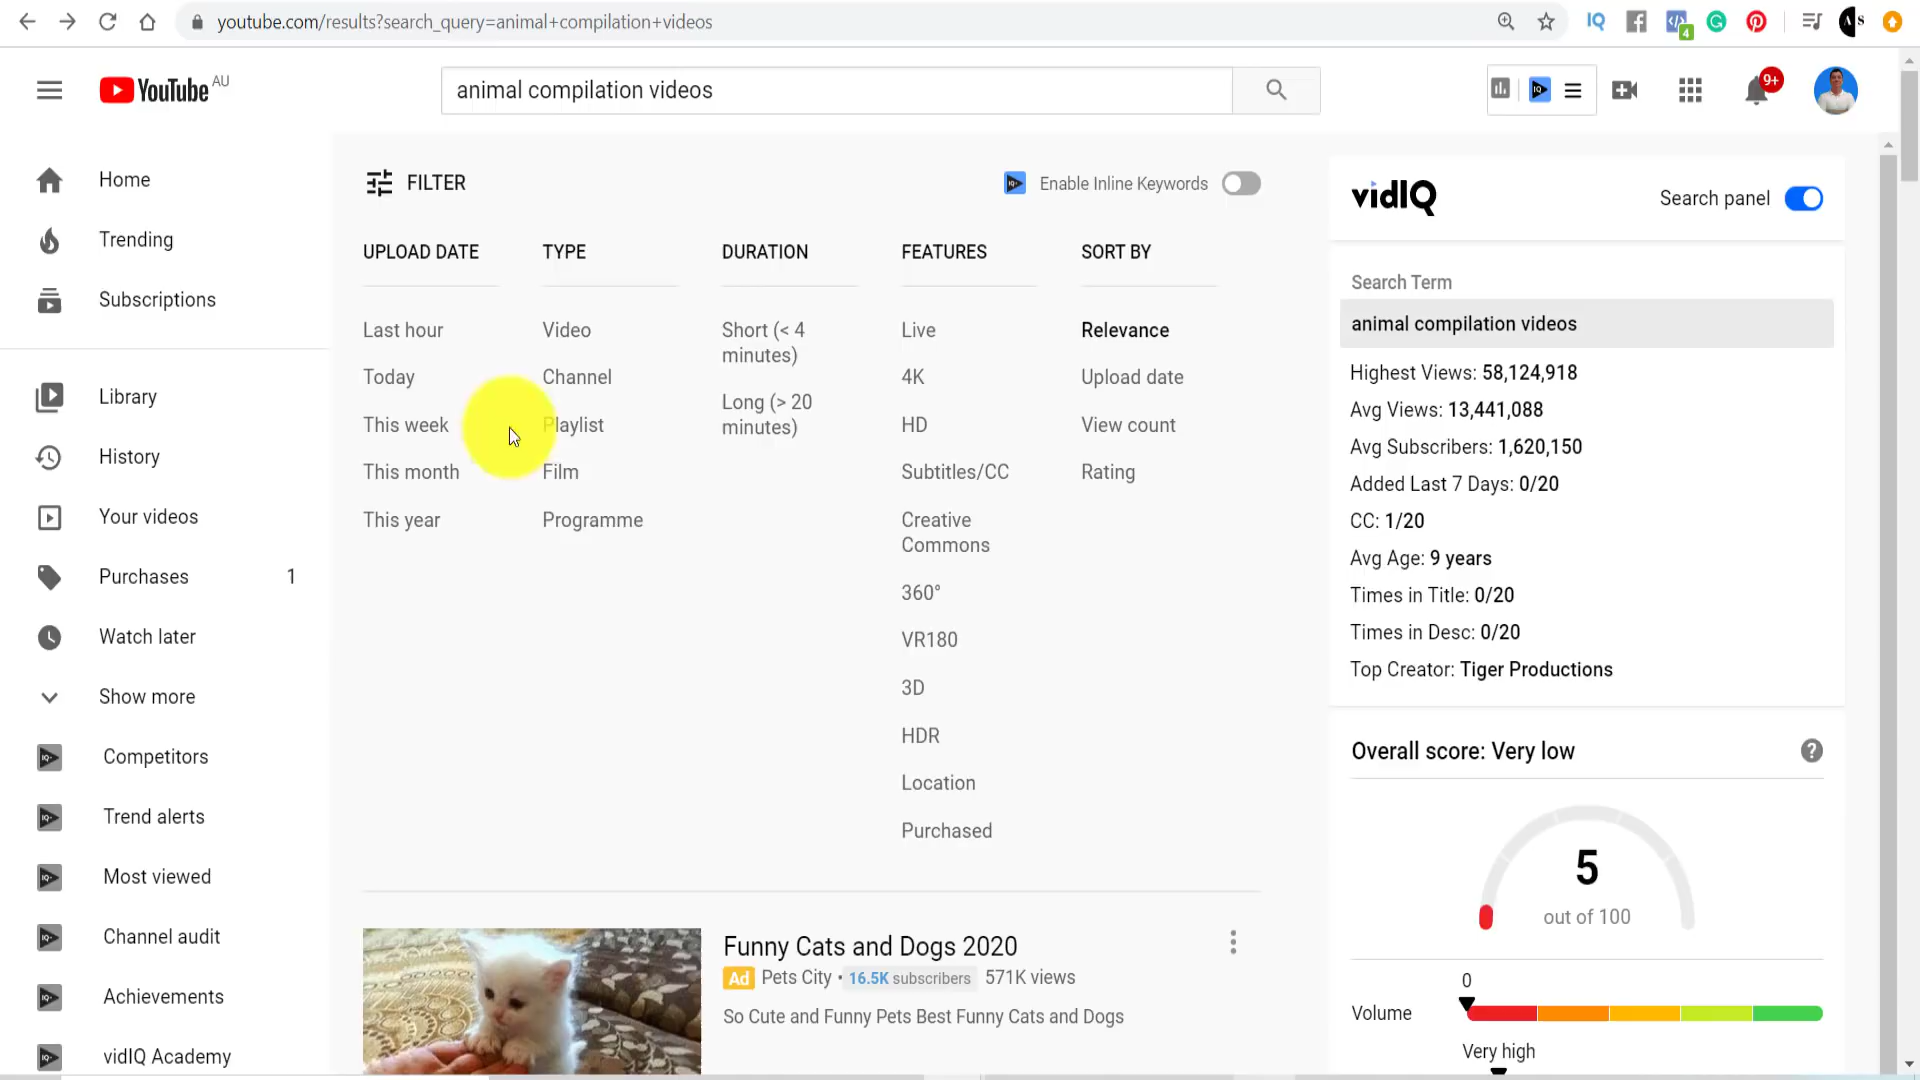 youtube.com/results?search_query=animal+compilation+videos
IQ
4
A S
YouTube AU
animal compilation videos
9+
Home
Trending
Subscriptions
Library
History
Your videos
Purchases 1
Watch later
Show more
Competitors
Trend alerts
Most viewed
Channel audit
Achievements
vidIQ Academy
FILTER
Enable Inline Keywords
UPLOAD DATE
Last hour
Today
This week
This month
This year
TYPE
Video
Channel
Playlist
Film
Programme
DURATION
Short (< 4
minutes)
Long (> 20
minutes)
FEATURES
Live
4K
HD
Subtitles/CC
Creative
Commons
360°
VR180
3D
HDR
Location
Purchased
SORT BY
Relevance
Upload date
View count
Rating
Funny Cats and Dogs 2020
Ad Pets City • 16.5K subscribers 571K views
So Cute and Funny Pets Best Funny Cats and Dogs
vidIQ
Search panel
Search Term
animal compilation videos
Highest Views: 58,124,918
Avg Views: 13,441,088
Avg Subscribers: 1,620,150
Added Last 7 Days: 0/20
CC: 1/20
Avg Age: 9 years
Times in Title: 0/20
Times in Desc: 0/20
Top Creator: Tiger Productions
Overall score: Very low
?
5
out of 100
0
Volume
Very high